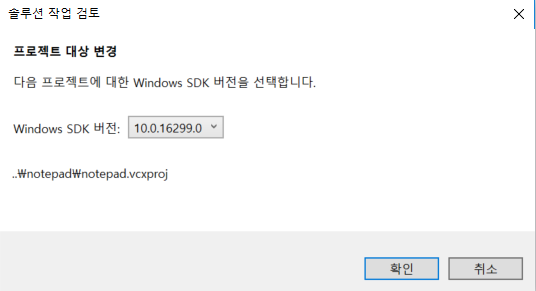 솔루션 작업 검토
프로젝트 대상 변경
다음 프로젝트에 대한 Windows SDK 버전을 선택합니다.
Windows SDK 버전: 10.0.16299.0
..₩notepad₩notepad.vcxproj
확인 취소